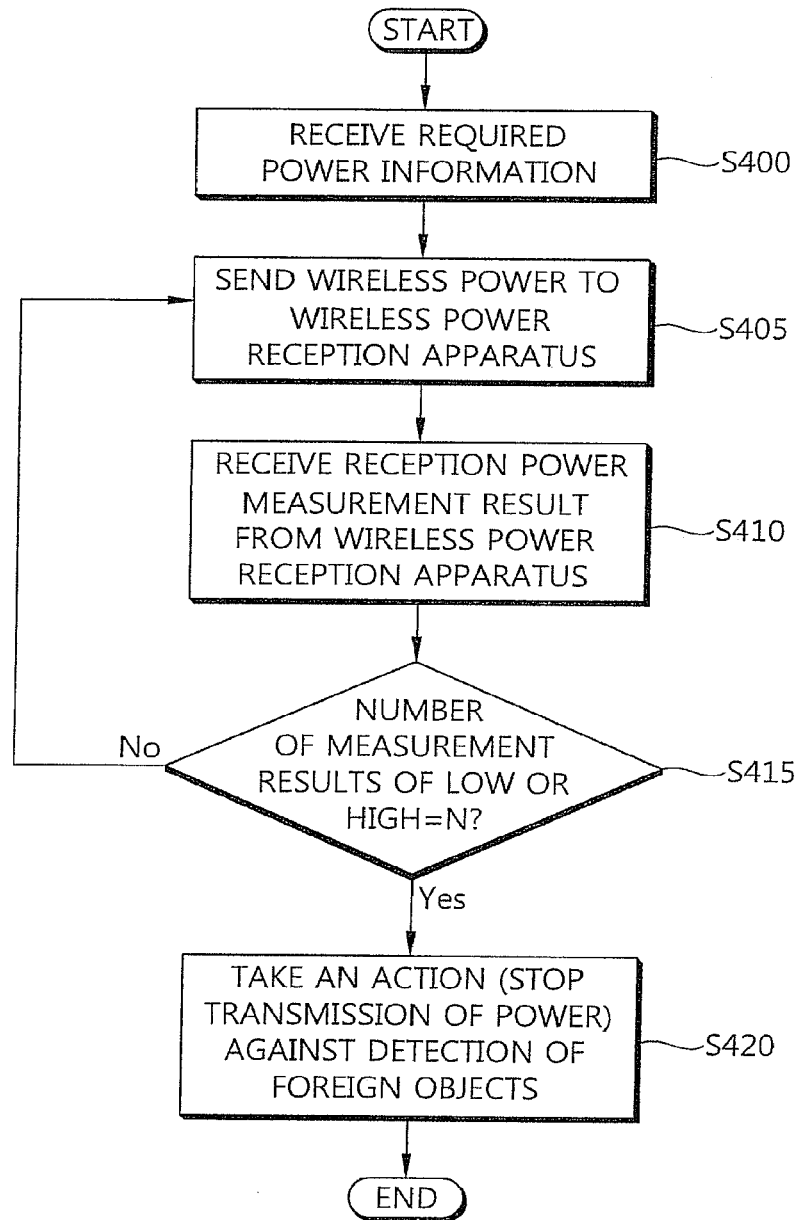 START
RECEIVE REQUIRED
POWER INFORMATION
S400
SEND WIRELESS POWER TO
WIRELESS POWER
RECEPTION APPARATUS
S405
RECEIVE RECEPTION POWER
MEASUREMENT RESULT
FROM WIRELESS POWER
RECEPTION APPARATUS
S410
NUMBER
OF MEASUREMENT
RESULTS OF LOW OR
HIGH=N?
S415
No
Yes
TAKE AN ACTION (STOP
TRANSMISSION OF POWER)
AGAINST DETECTION OF
FOREIGN OBJECTS
S420
END